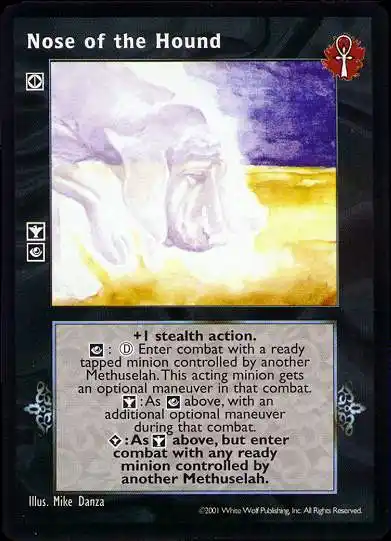 Nose of the Hound
+1 stealth action.
: Ⓓ Enter combat with a ready
tapped minion controlled by another
Methuselah. This acting minion gets
an optional maneuver in that combat.
:As above, with an
additional optional maneuver
during that combat.
:As above, but enter
combat with any ready
minion controlled by
another Methuselah.
Illus. Mike Danza
©2001 White Wolf Publishing, Inc. All Rights Reserved.